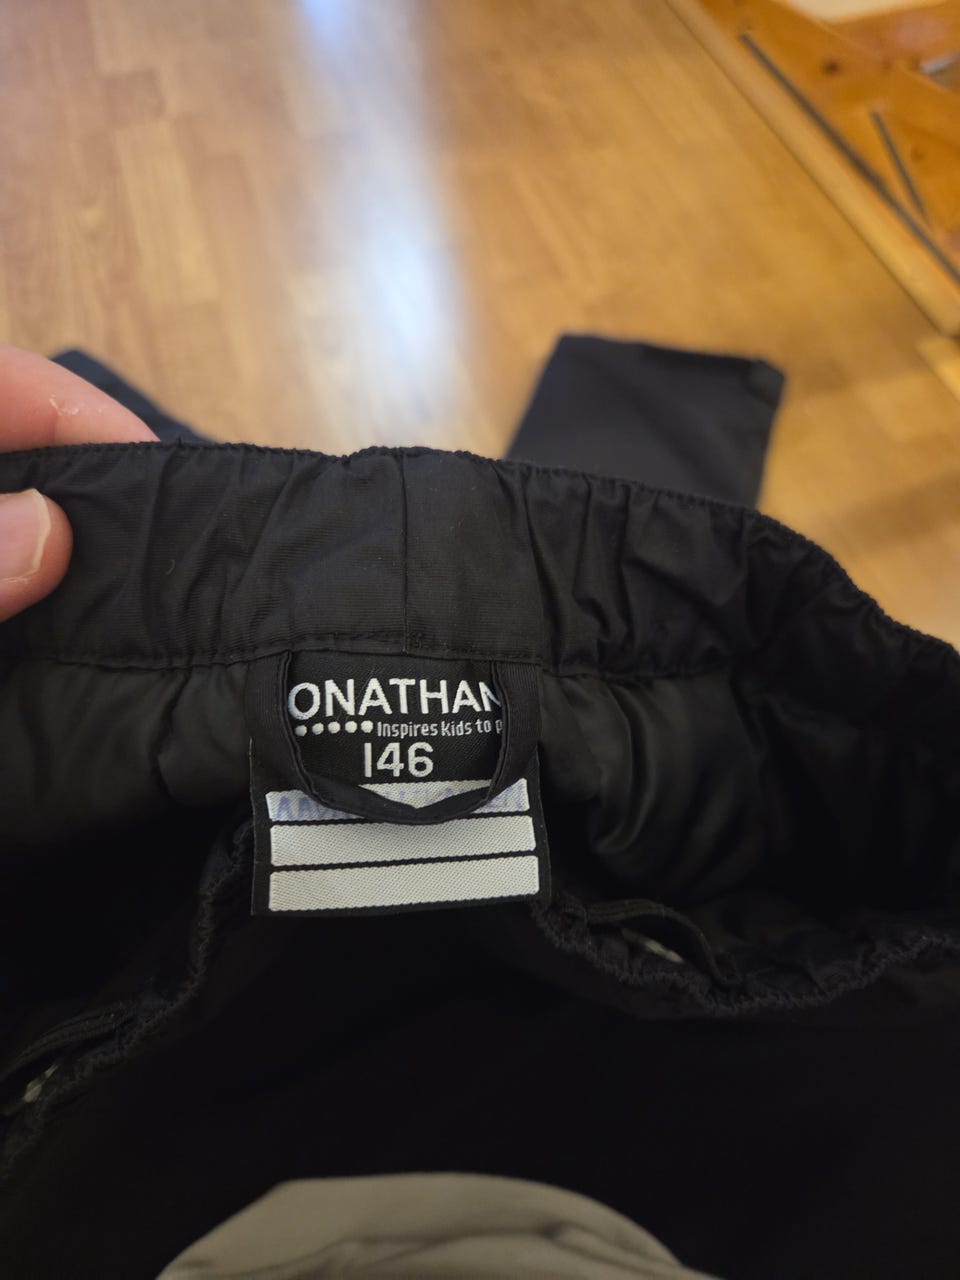 ONATHAN
Inspires kids to p
146